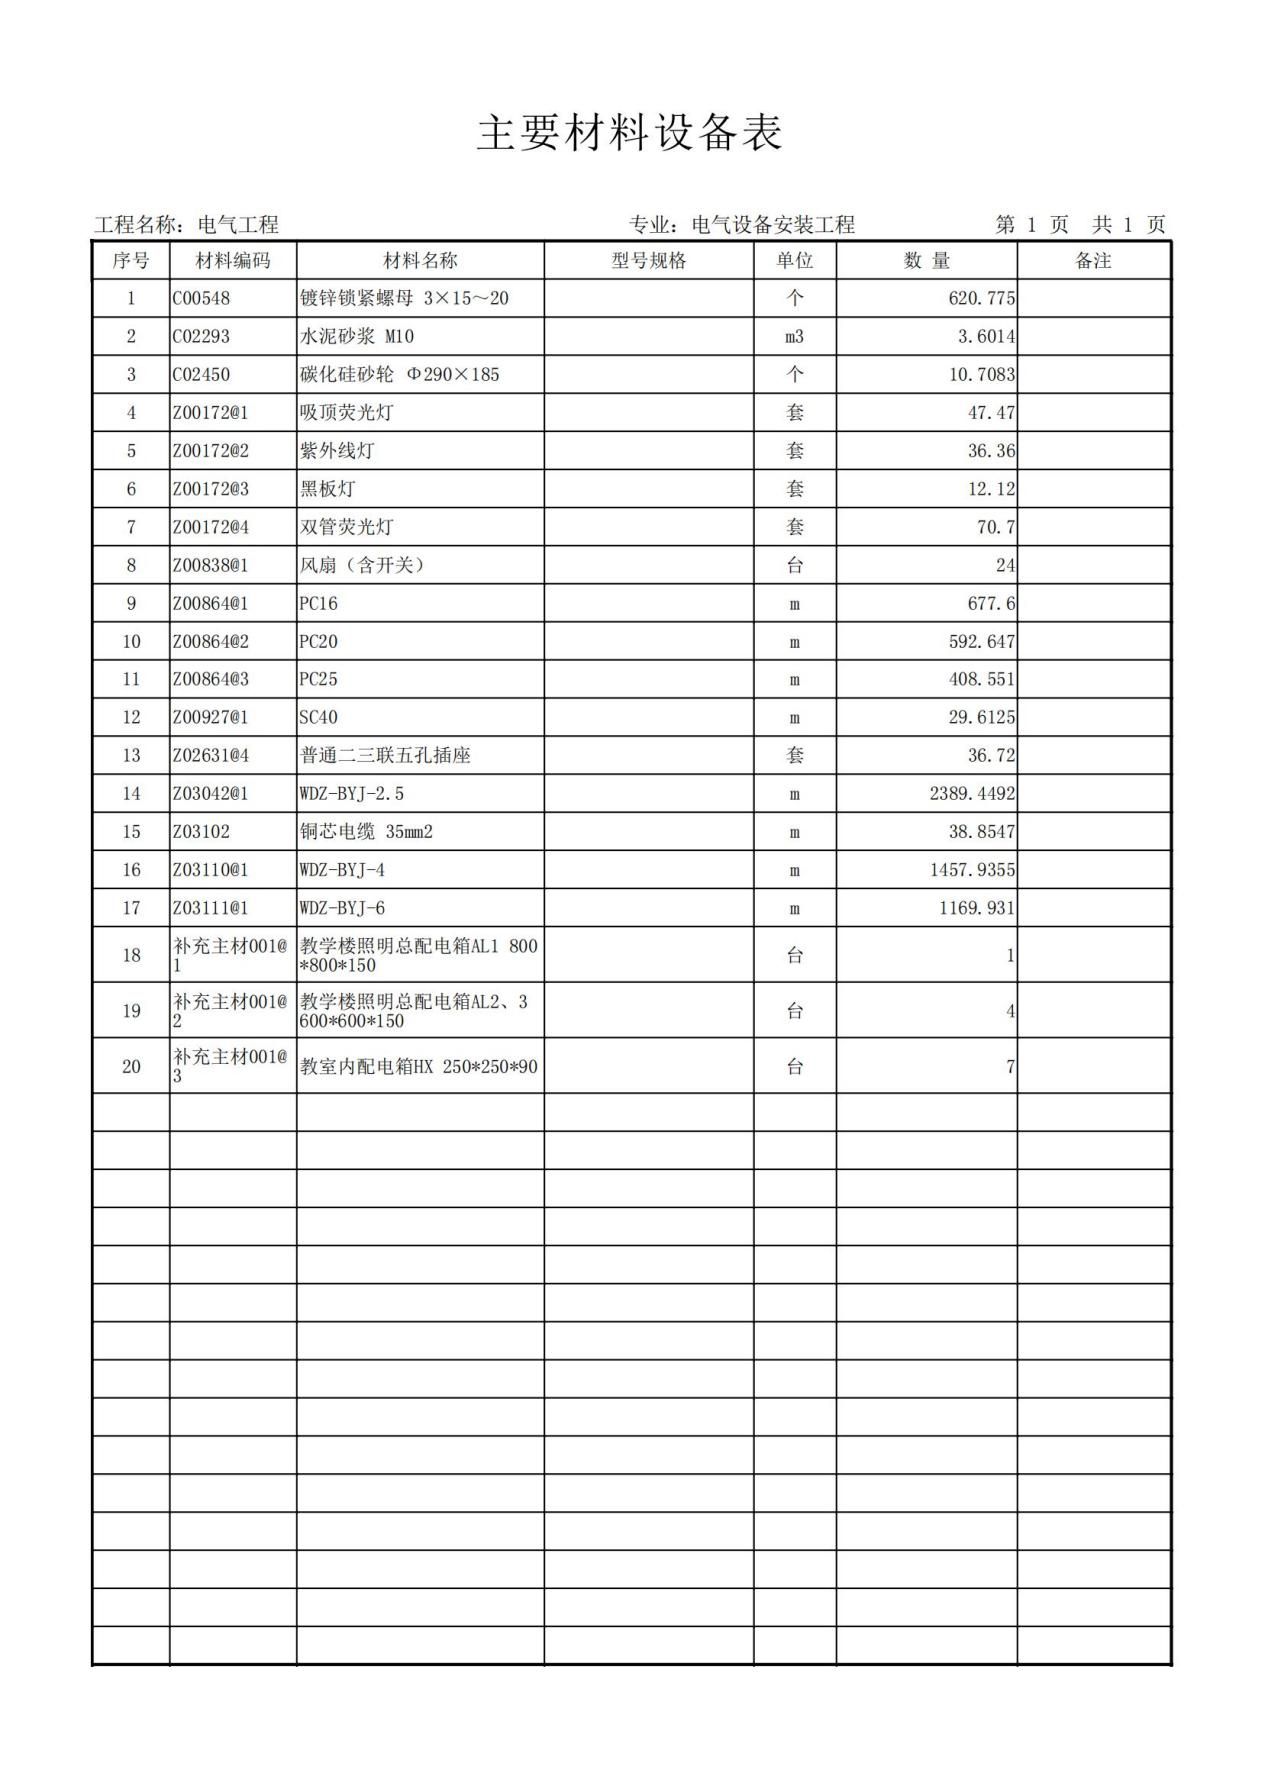 主要材料设备表
工程名称：电气工程 专业：电气设备安装工程 第 1 页 共 1 页
序号 材料编码 材料名称 型号规格 单位 数 量 备注
1 C00548 镀锌锁紧螺母 3×15～20 个 620.775
2 C02293 水泥砂浆 M10 m3 3.6014
3 C02450 碳化硅砂轮 Φ290×185 个 10.7083
4 Z00172@1 吸顶荧光灯 套 47.47
5 Z00172@2 紫外线灯 套 36.36
6 Z00172@3 黑板灯 套 12.12
7 Z00172@4 双管荧光灯 套 70.7
8 Z00838@1 风扇（含开关） 台 24
9 Z00864@1 PC16 m 677.6
10 Z00864@2 PC20 m 592.647
11 Z00864@3 PC25 m 408.551
12 Z00927@1 SC40 m 29.6125
13 Z02631@4 普通二三联五孔插座 套 36.72
14 Z03042@1 WDZ-BYJ-2.5 m 2389.4492
15 Z03102 铜芯电缆 35mm2 m 38.8547
16 Z03110@1 WDZ-BYJ-4 m 1457.9355
17 Z03111@1 WDZ-BYJ-6 m 1169.931
18 补充主材001@ 教学楼照明总配电箱AL1 800 台 1
1 *800*150
19 补充主材001@ 教学楼照明总配电箱AL2、3 台 4
2 600*600*150
20 补充主材001@ 教室内配电箱HX 250*250*90 台 7
3